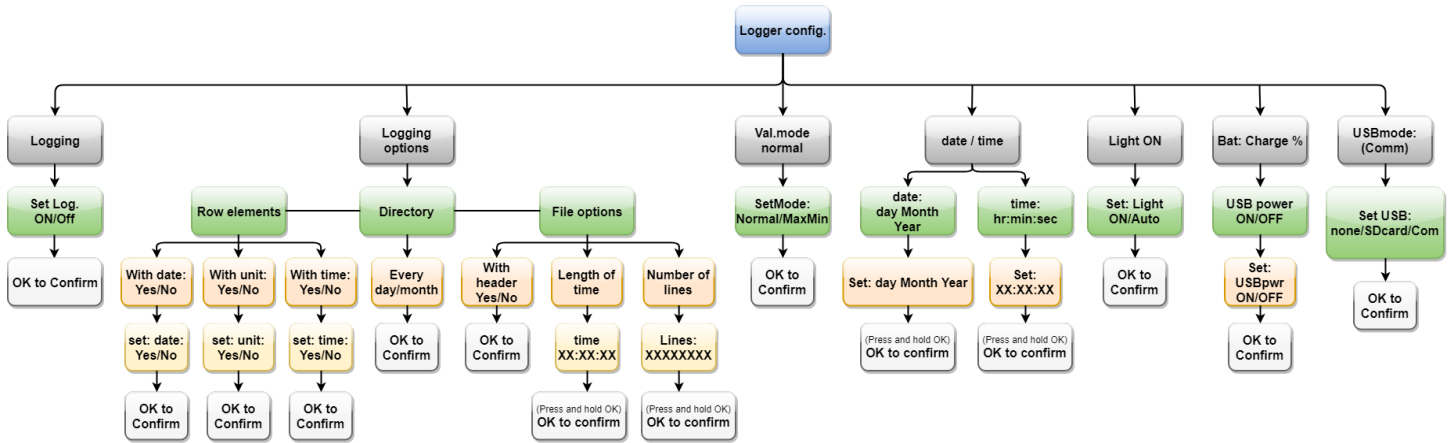 Logger config.
Logging
Logging
options
Val.mode
normal
date / time
Light ON
Bat: Charge %
USBmode:
(Comm)
Set Log.
ON/Off
Row elements
Directory
File options
SetMode:
Normal/MaxMin
date:
day Month
Year
time:
hr:min:sec
Set: Light
ON/Auto
USB power
ON/OFF
Set USB:
none/SDcard/Com
OK to Confirm
With date:
Yes/No
With unit:
Yes/No
With time:
Yes/No
Every
day/month
With
header
Yes/No
Length of
time
Number of
lines
OK to
Confirm
Set: day Month Year
Set:
XX:XX:XX
OK to
Confirm
Set:
USBpwr
ON/OFF
OK to
Confirm
set: date:
Yes/No
set: unit:
Yes/No
set: time:
Yes/No
OK to
Confirm
OK to
Confirm
time
XX:XX:XX
Lines:
XXXXXXXX
(Press and hold OK)
OK to confirm
(Press and hold OK)
OK to confirm
OK to
Confirm
OK to
Confirm
OK to
Confirm
OK to
Confirm
(Press and hold OK)
OK to confirm
(Press and hold OK)
OK to confirm